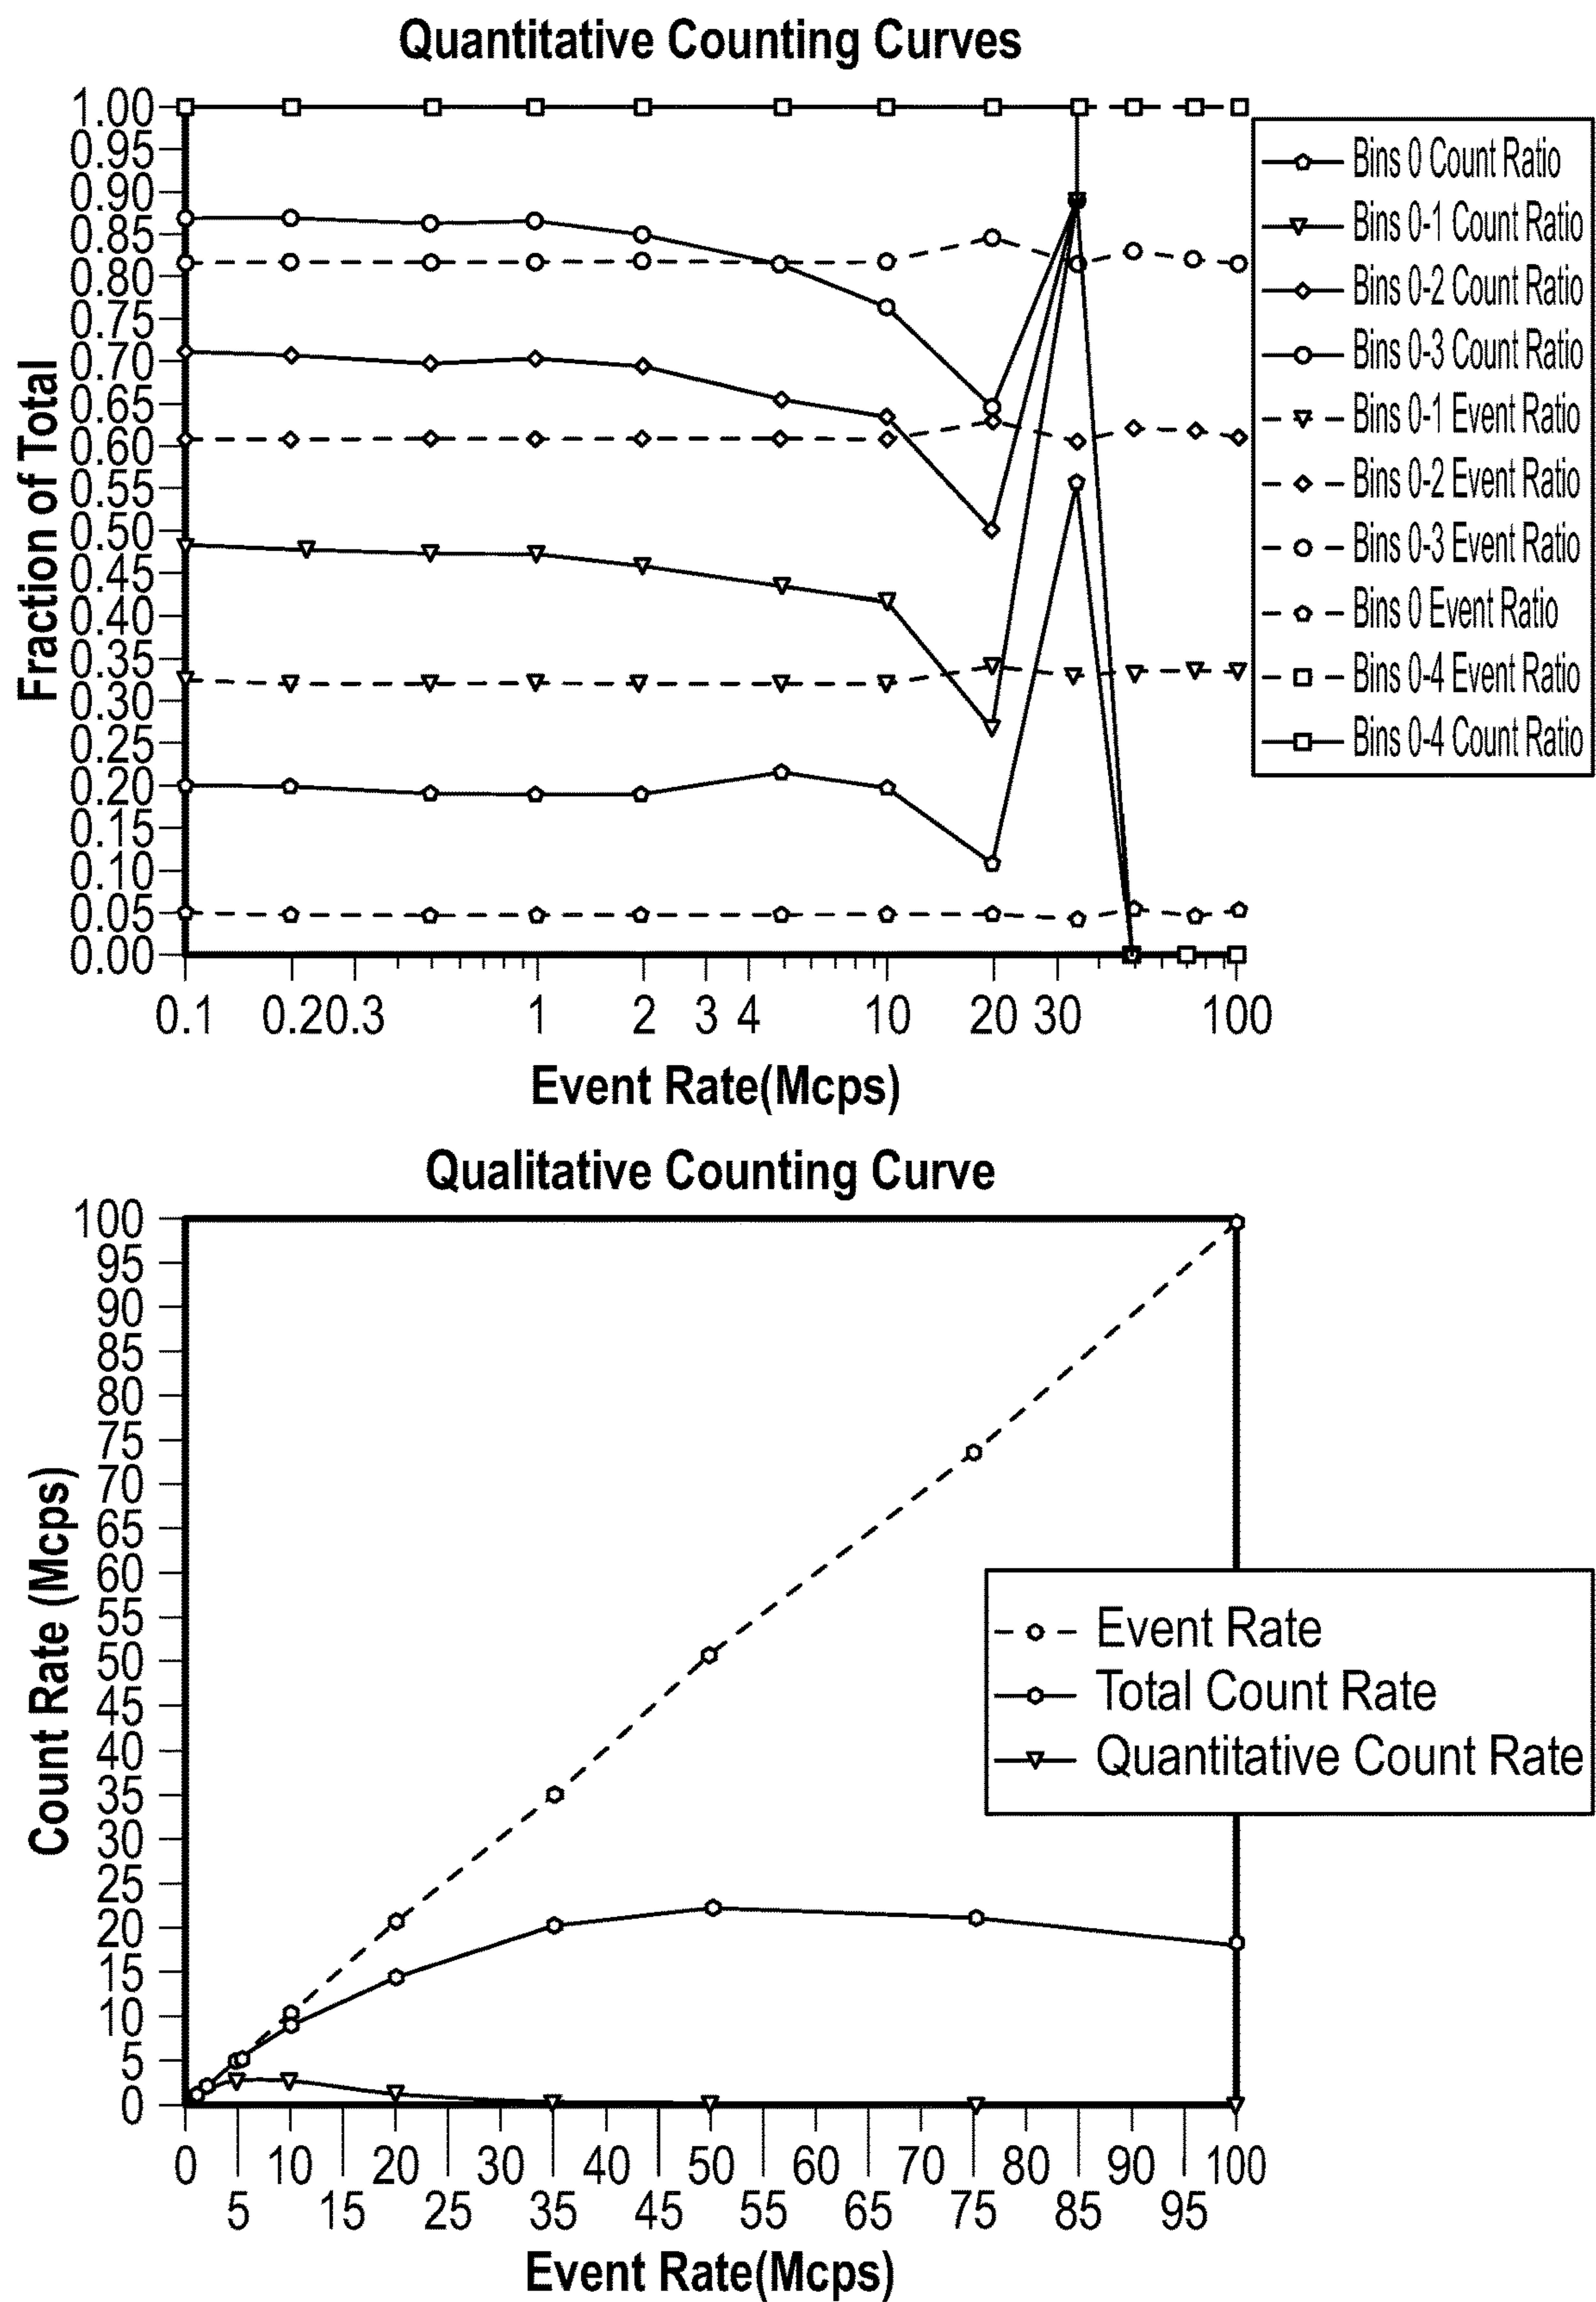 Quantitative Counting Curves
1.00
0.95
0.90
0.85
0.80
0.75
0.70
0.65
0.60
0.55
0.50
0.45
0.40
0.35
0.30
0.25
0.20
0.15
0.10
0.05
0.00
Fraction of Total
0.1 0.2 0.3 1 2 3 4 10 20 30 100
Event Rate(Mcps)
Bins 0 Count Ratio
Bins 0-1 Count Ratio
Bins 0-2 Count Ratio
Bins 0-3 Count Ratio
Bins 0-1 Event Ratio
Bins 0-2 Event Ratio
Bins 0-3 Event Ratio
Bins 0 Event Ratio
Bins 0-4 Event Ratio
Bins 0-4 Count Ratio
Qualitative Counting Curve
100
95
90
85
80
75
70
65
60
55
50
45
40
35
30
25
20
15
10
5
0
Count Rate (Mcps)
Event Rate
Total Count Rate
Quantitative Count Rate
0 10 20 30 40 50 60 70 80 90 100
5 15 25 35 45 55 65 75 85 95
Event Rate(Mcps)